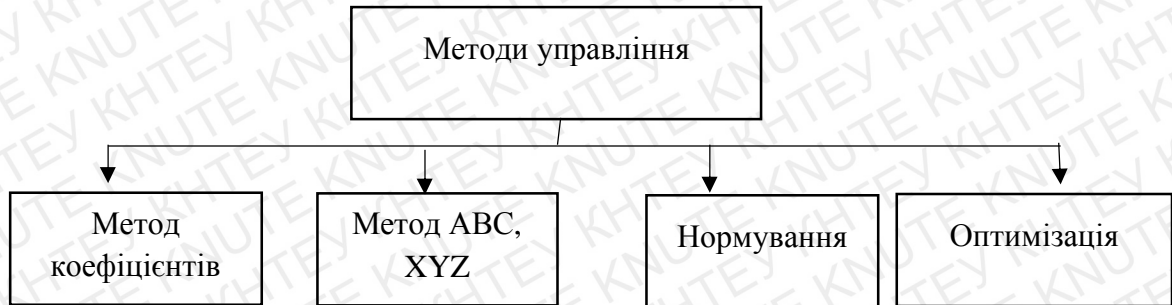 Методи управління
Метод
коефіцієнтів
Метод АВС,
XYZ
Нормування
Оптимізація